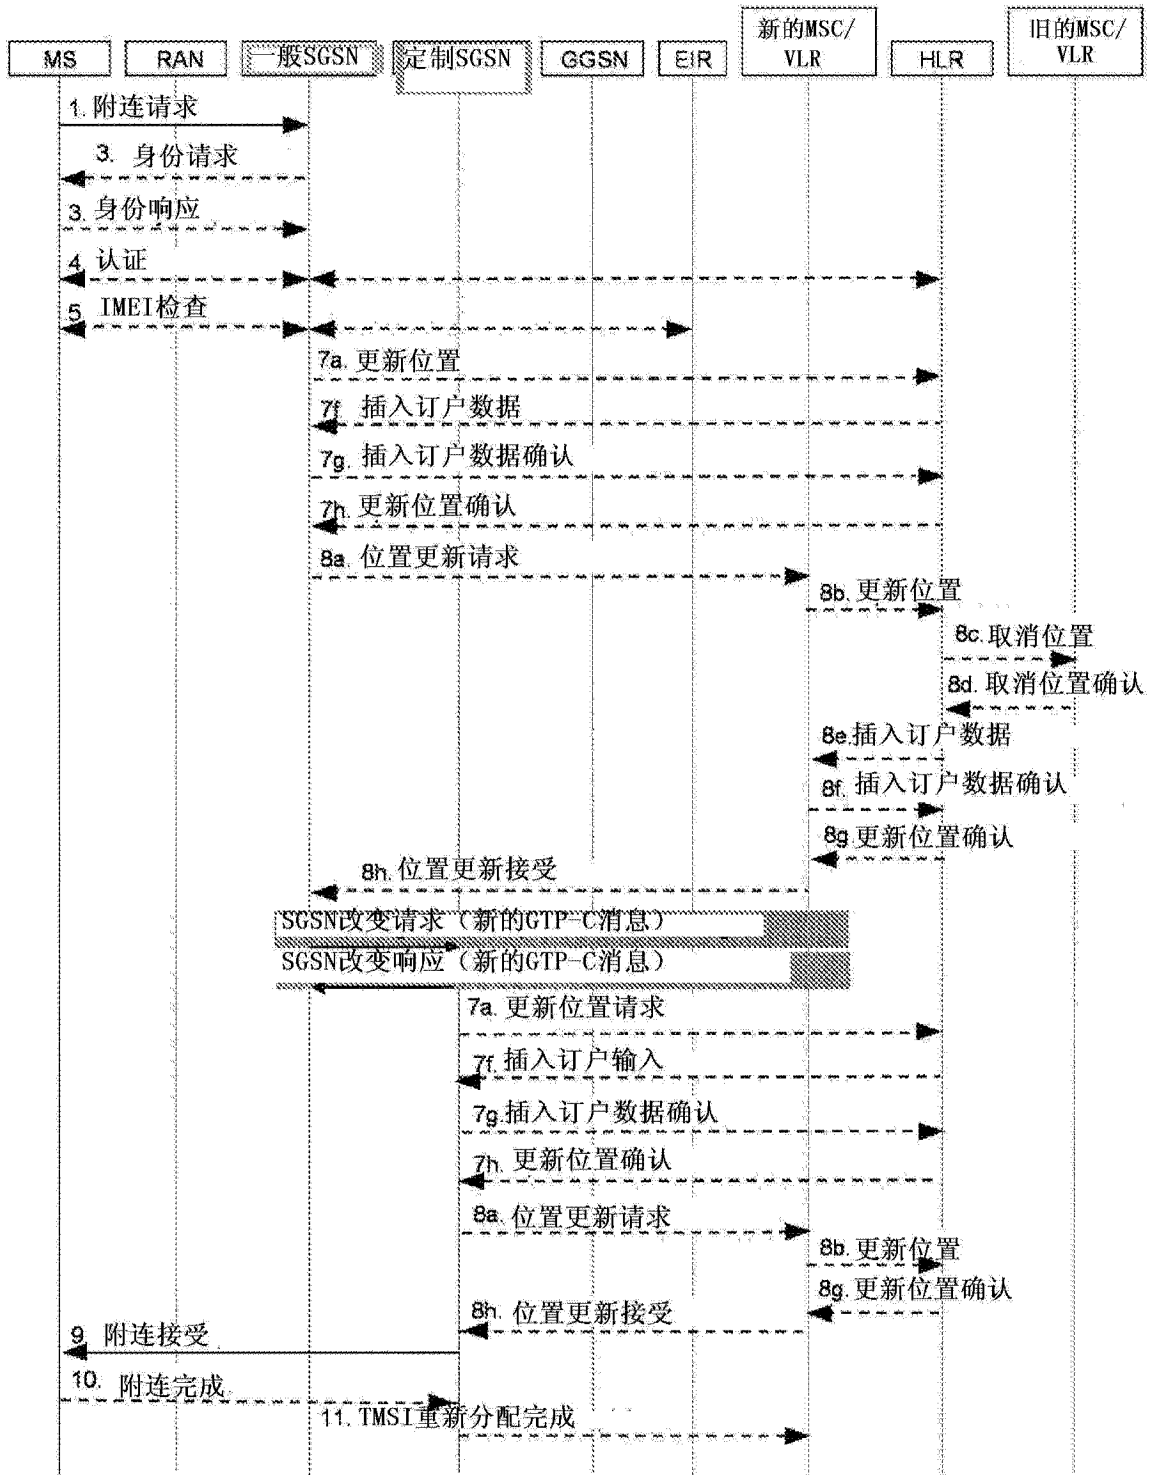 MS
RAN
一般SGSN
定制SGSN
GGSN
EIR
新的MSC/
VLR
HLR
旧的MSC/
VLR
1. 附连请求
3. 身份请求
3. 身份响应
4 认证
5 IMEI检查
7a. 更新位置
7f 插入订户数据
7g. 插入订户数据确认
7h. 更新位置确认
8a. 位置更新请求
8b. 更新位置
8c. 取消位置
8d. 取消位置确认
8e. 插入订户数据
8f. 插入订户数据确认
8g 更新位置确认
8h. 位置更新接受
SGSN改变请求（新的GTP-C消息）
SGSN改变响应（新的GTP-C消息）
7a. 更新位置请求
7f. 插入订户输入
7g. 插入订户数据确认
7h. 更新位置确认
8a. 位置更新请求
8b. 更新位置
8g. 更新位置确认
8h. 位置更新接受
9. 附连接受
10. 附连完成
11. TMSI重新分配完成